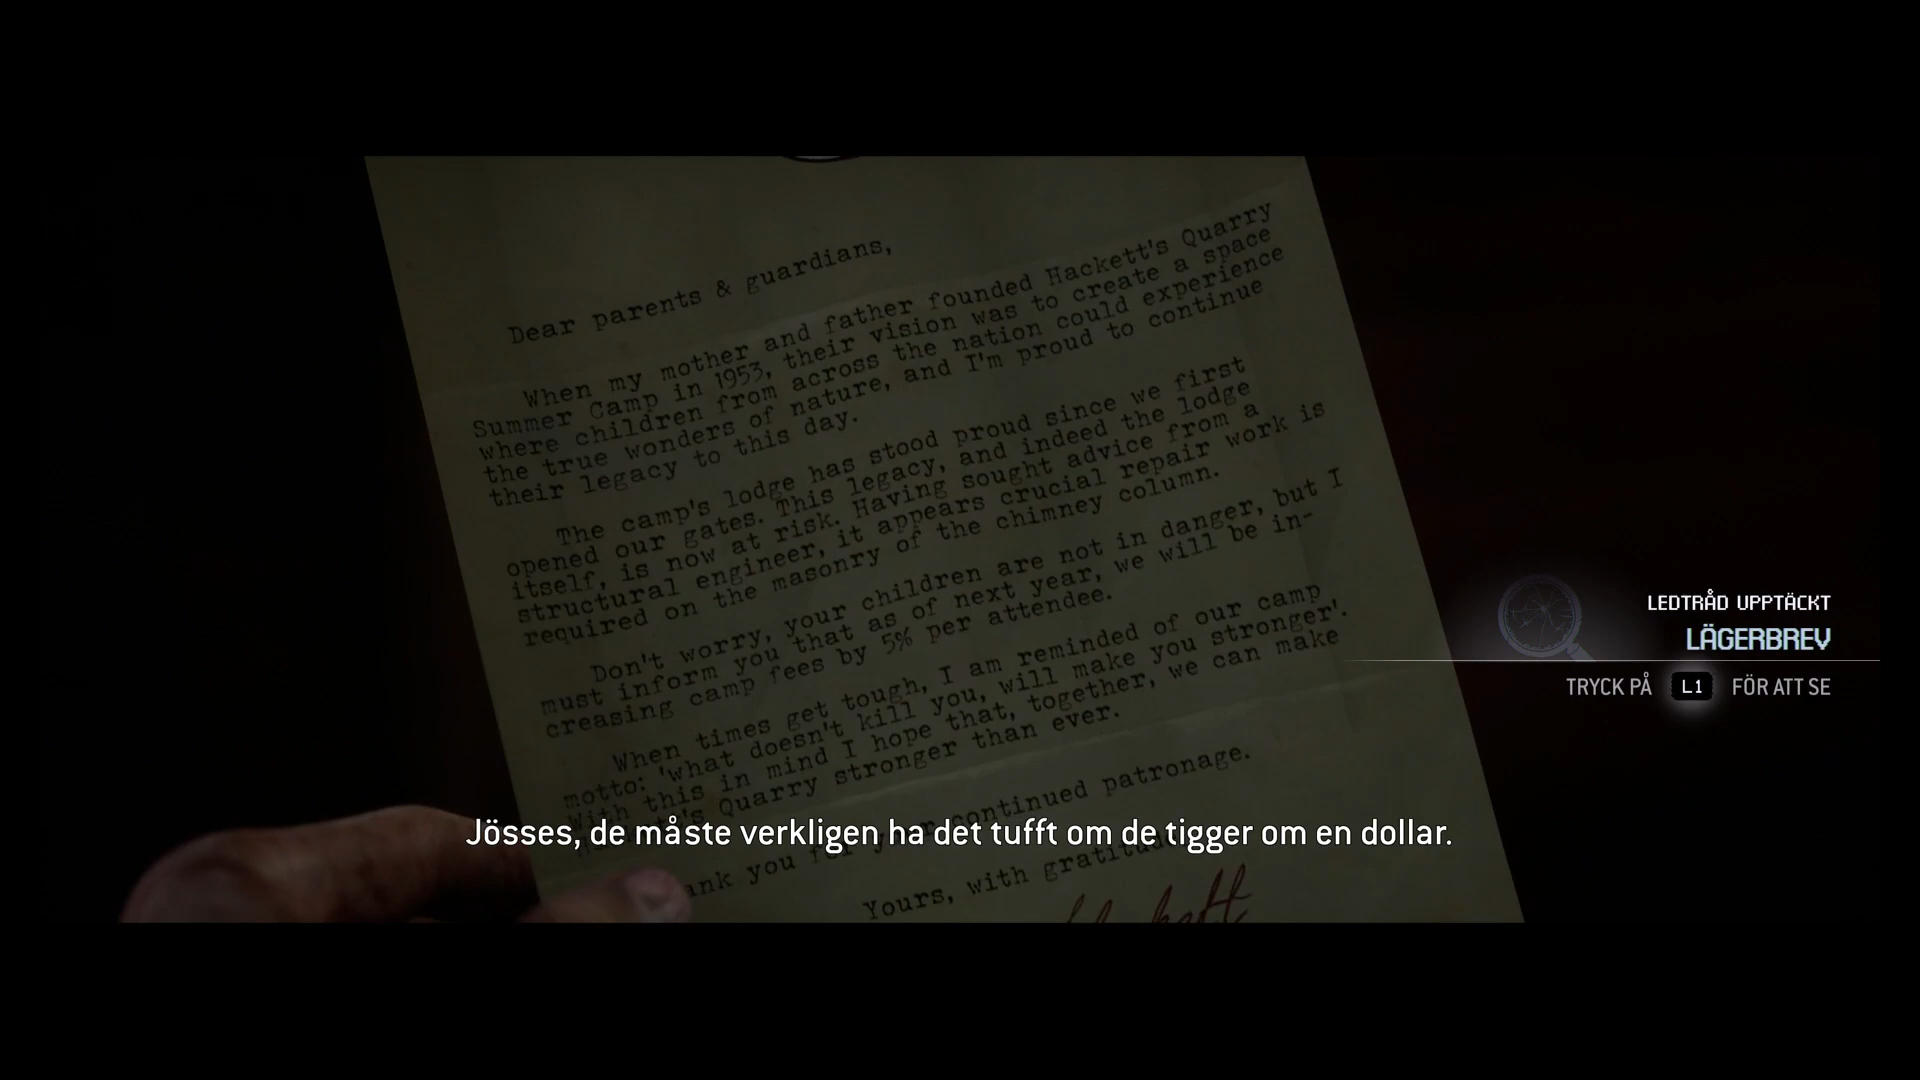 Dear parents & guardians,
When my mother and father founded Hackett's Quarry
Summer Camp in 1953, their vision was to create a space
where children from across the nation could experience
the true wonders of nature, and I'm proud to continue
their legacy to this day.
The camp's lodge has stood proud since we first
opened our gates. This legacy, and indeed the lodge
itself, is now at risk. Having sought advice from a
structural engineer, it appears crucial repair work is
required on the masonry of the chimney column.
Don't worry, your children are not in danger, but I
must inform you that as of next year, we will be in-
creasing camp fees by 5% per attendee.
When times get tough, I am reminded of our camp
motto: 'what doesn't kill you, will make you stronger'.
With this in mind I hope that, together, we can make
Quarry stronger than ever.
you for continued patronage.
Yours, with gratitude
LEDTRÅD UPPTÄCKT
LÄGERBREV
TRYCK PÅ L1 FÖR ATT SE
Jösses, de måste verkligen ha det tufft om de tigger om en dollar.